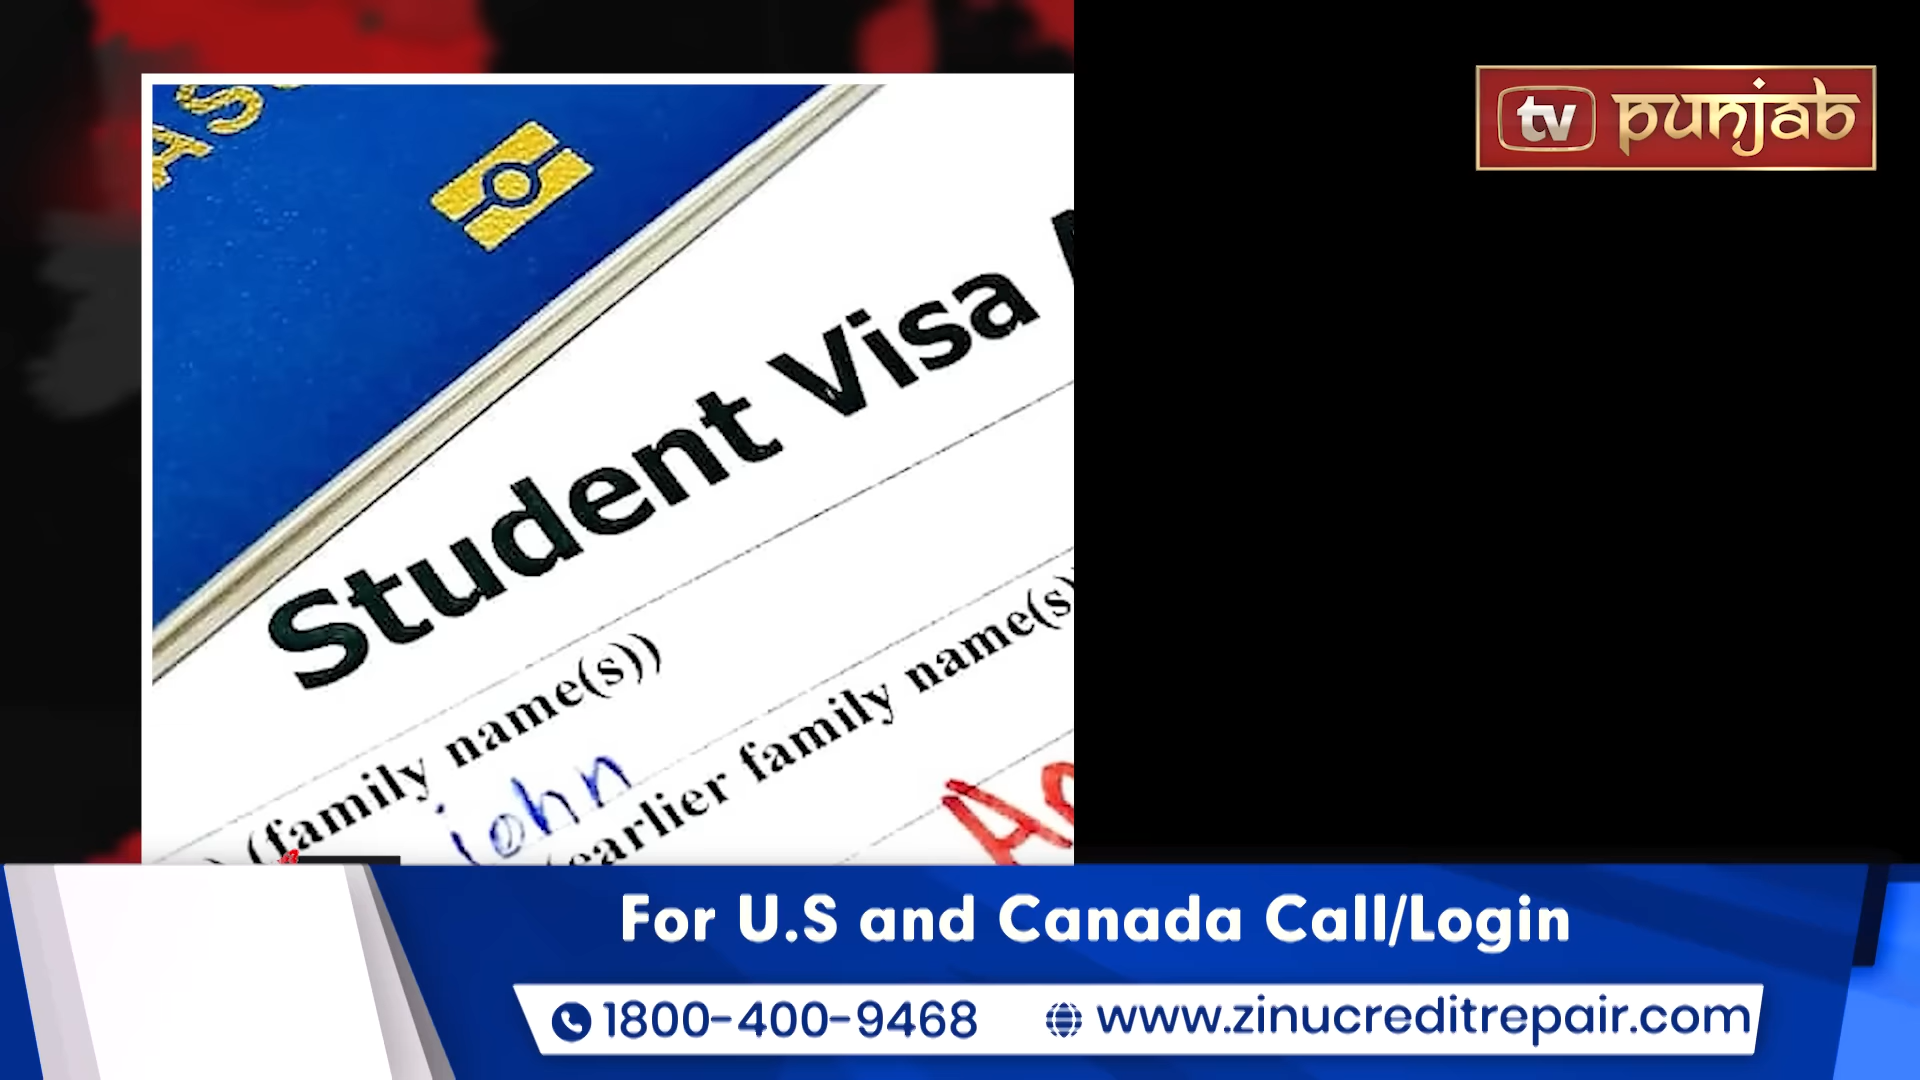 tv punjab
Student Visa
(family name(s))
john
(earlier family name(s)
For U.S and Canada Call/Login
1800-400-9468 www.zinucreditrepair.com